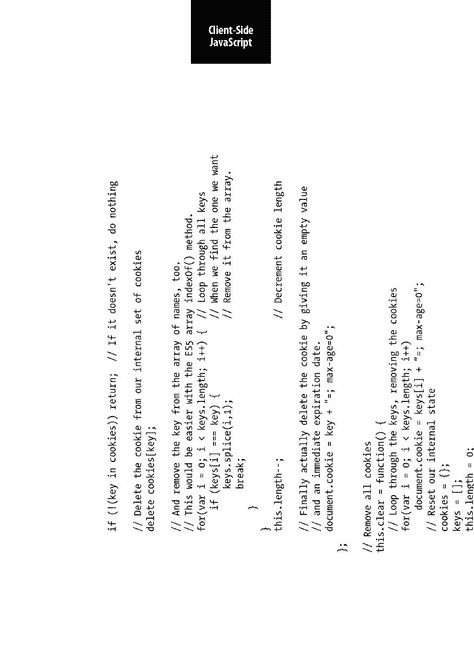 Client-Side
JavaScript
if (!(key in cookies)) return;  // If it doesn't exist, do nothing
// Delete the cookie from our internal set of cookies
delete cookies[key];
// And remove the key from the array of names, too.
// This would be easier with the ES5 array indexOf() method.
for(var i = 0; i < keys.length; i++) {  // Loop through all keys
if (keys[i] === key) {  // When we find the one we want
keys.splice(i,1);  // Remove it from the array.
break;
}
}
this.length--;  // Decrement cookie length
// Finally actually delete the cookie by giving it an empty value
// and an immediate expiration date.
document.cookie = key + "=; max-age=0";
};
// Remove all cookies
this.clear = function() {
// Loop through the keys, removing the cookies
for(var i = 0; i < keys.length; i++)
document.cookie = keys[i] + "=; max-age=0";
// Reset our internal state
cookies = {};
keys = [];
this.length = 0;